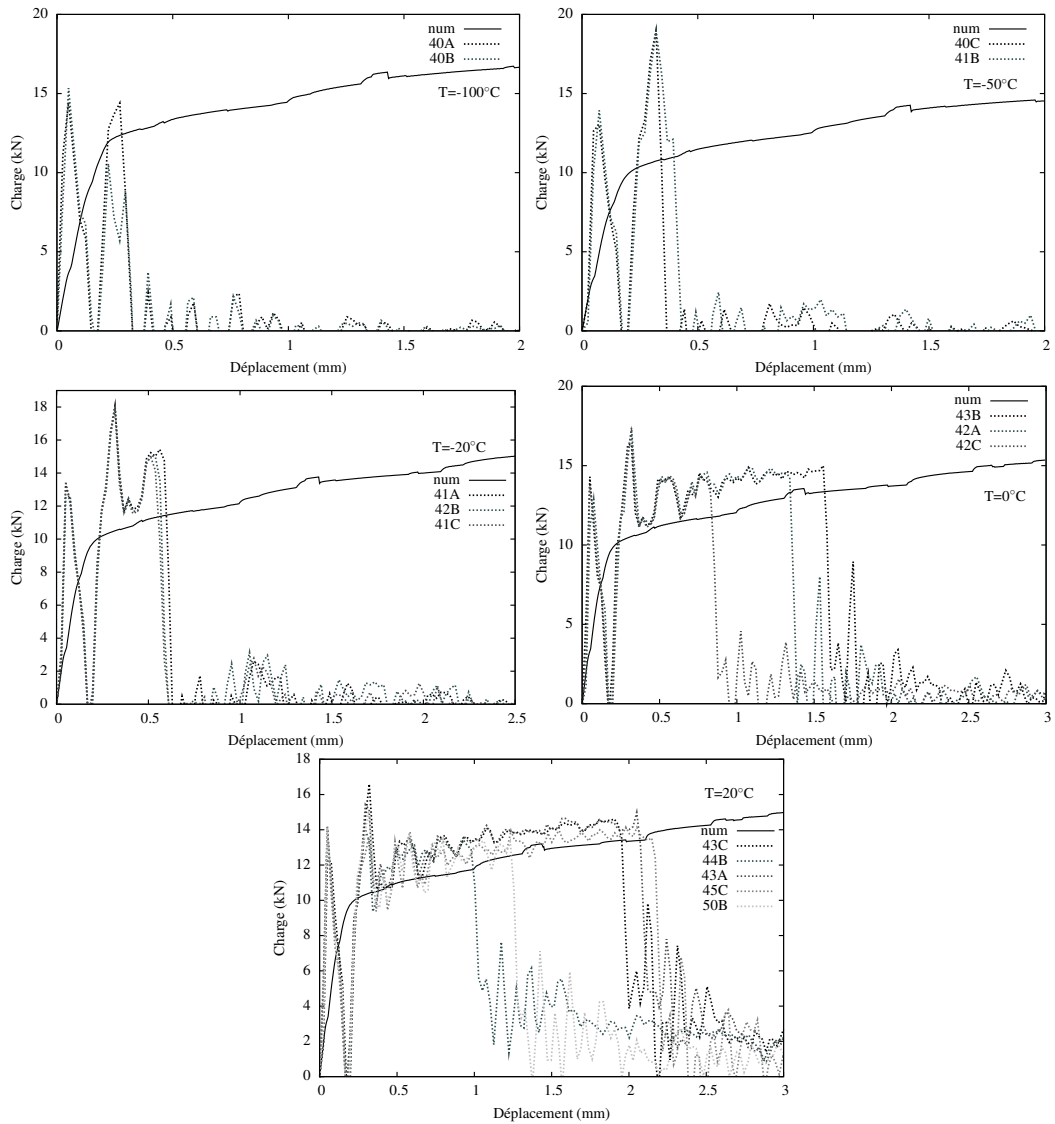 20
15
10
5
0
Charge (kN)
num
40A
40B
T=-100°C
0 0.5 1 1.5 2
Déplacement (mm)
20
15
10
5
0
Charge (kN)
num
40C
41B
T=-50°C
0 0.5 1 1.5 2
Déplacement (mm)
18
16
14
12
10
8
6
4
2
0
Charge (kN)
T=-20°C
num
41A
42B
41C
0 0.5 1 1.5 2 2.5
Déplacement (mm)
20
15
10
5
0
Charge (kN)
num
43B
42A
42C
T=0°C
0 0.5 1 1.5 2 2.5 3
Déplacement (mm)
18
16
14
12
10
8
6
4
2
0
Charge (kN)
T=20°C
num
43C
44B
43A
45C
50B
0 0.5 1 1.5 2 2.5 3
Déplacement (mm)